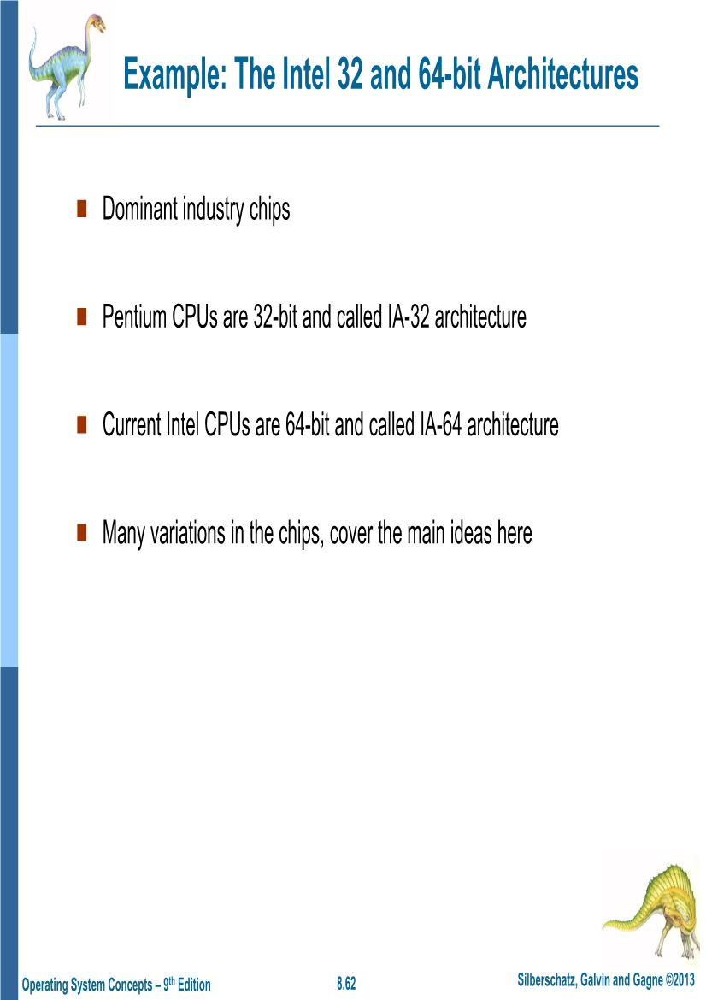 Example: The Intel 32 and 64-bit Architectures
Dominant industry chips
Pentium CPUs are 32-bit and called IA-32 architecture
Current Intel CPUs are 64-bit and called IA-64 architecture
Many variations in the chips, cover the main ideas here
Operating System Concepts – 9th Edition
8.62
Silberschatz, Galvin and Gagne ©2013